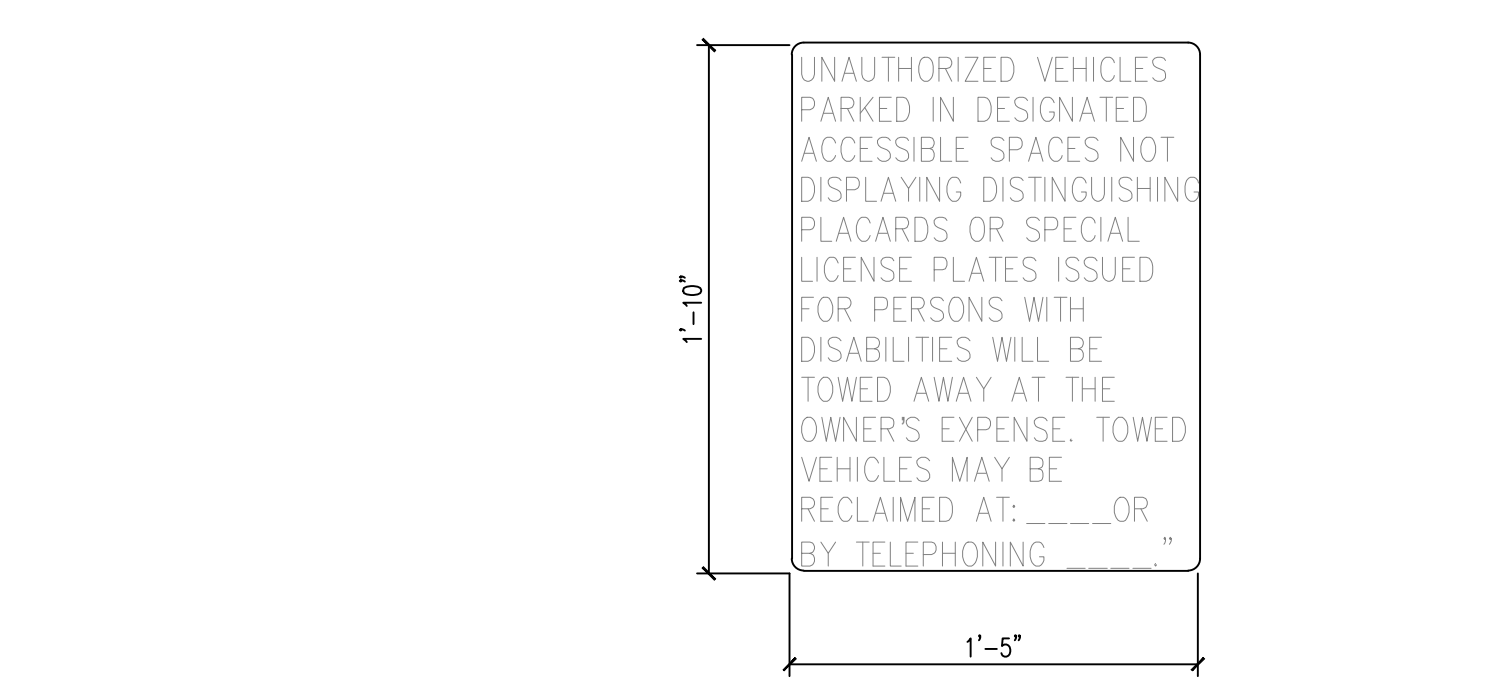 UNAUTHORIZED VEHICLES
PARKED IN DESIGNATED
ACCESSIBLE SPACES NOT
DISPLAYING DISTINGUISHING
PLACARDS OR SPECIAL
LICENSE PLATES ISSUED
FOR PERSONS WITH
DISABILITIES WILL BE
TOWED AWAY AT THE
OWNER'S EXPENSE. TOWED
VEHICLES MAY BE
RECLAIMED AT: ____OR
BY TELEPHONING ____."
1'-10"
1'-5"